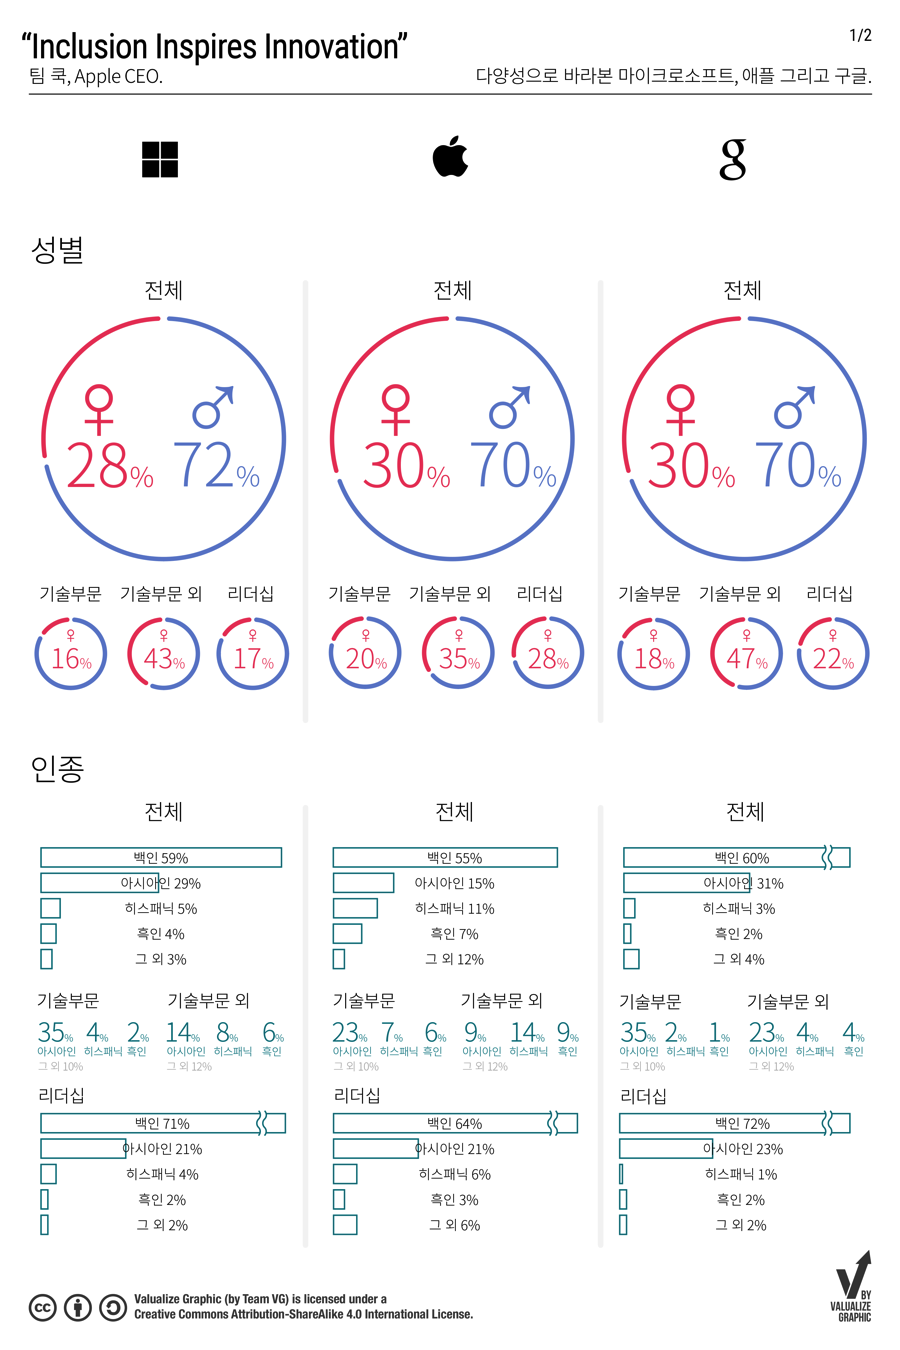 “Inclusion Inspires Innovation”
1/2
팀 쿡, Apple CEO.
다양성으로 바라본 마이크로소프트, 애플 그리고 구글.
성별
전체 전체 전체
28% 72% 30% 70% 30% 70%
기술부문 기술부문 외 리더십 기술부문 기술부문 외 리더십 기술부문 기술부문 외 리더십
16% 43% 17% 20% 35% 28% 18% 47% 22%
인종
전체 전체 전체
백인 59% 백인 55% 백인 60%
아시아인 29% 아시아인 15% 아시아인 31%
히스패닉 5% 히스패닉 11% 히스패닉 3%
흑인 4% 흑인 7% 흑인 2%
그 외 3% 그 외 12% 그 외 4%
기술부문 기술부문 외 기술부문 기술부문 외 기술부문 기술부문 외
35% 4% 2% 14% 8% 6% 23% 7% 6% 9% 14% 9% 35% 2% 1% 23% 4% 4%
아시아인 히스패닉 흑인 아시아인 히스패닉 흑인 아시아인 히스패닉 흑인 아시아인 히스패닉 흑인 아시아인 히스패닉 흑인 아시아인 히스패닉 흑인
그 외 10% 그 외 12% 그 외 10% 그 외 12% 그 외 10% 그 외 12%
리더십 리더십 리더십
백인 71% 백인 64% 백인 72%
아시아인 21% 아시아인 21% 아시아인 23%
히스패닉 4% 히스패닉 6% 히스패닉 1%
흑인 2% 흑인 3% 흑인 2%
그 외 2% 그 외 6% 그 외 2%
cc
Valualize Graphic (by Team VG) is licensed under a
Creative Commons Attribution-ShareAlike 4.0 International License.
BY
VALUALIZE
GRAPHIC